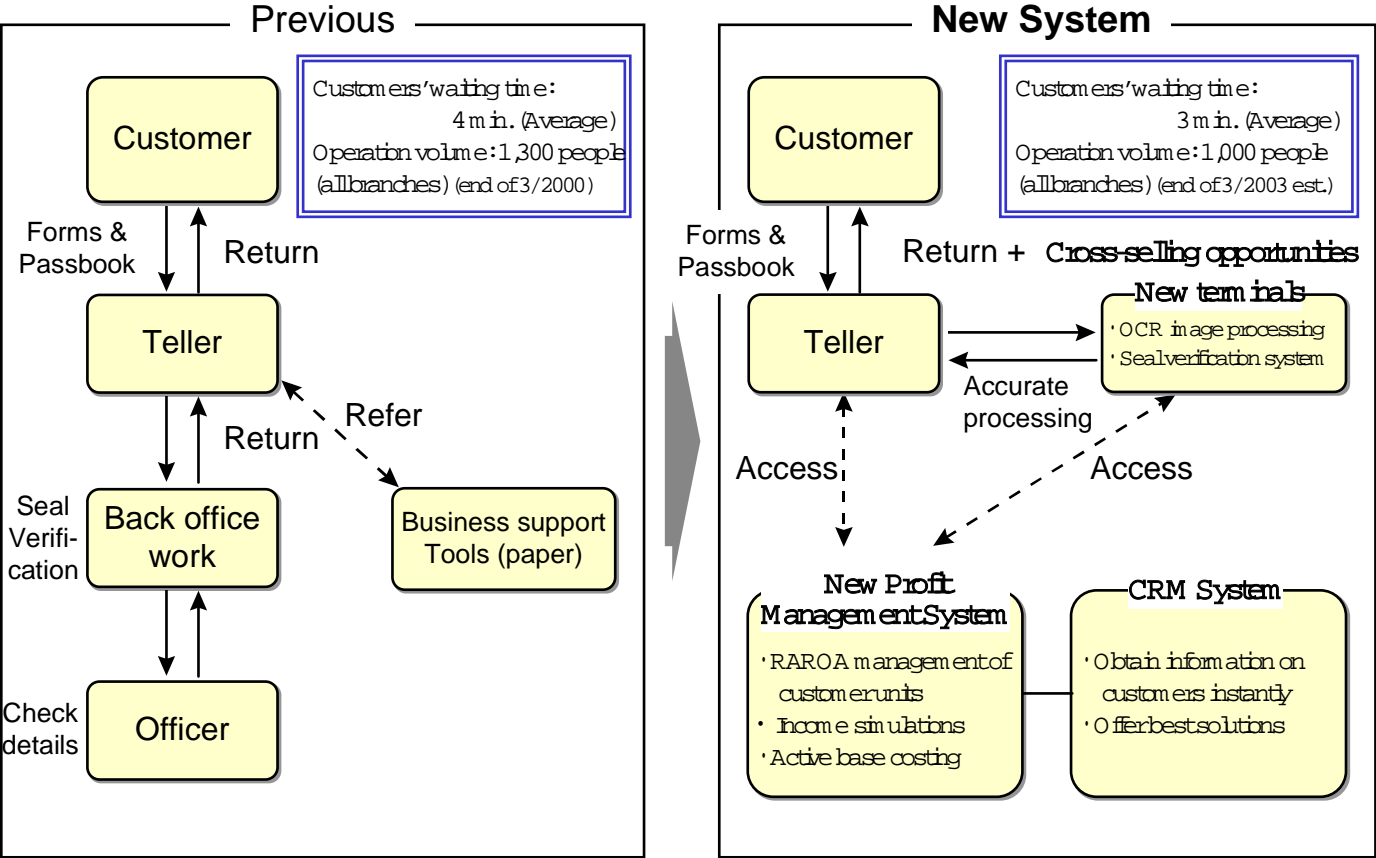 Previous
Customers' waiting time:
4 min. (Average)
Operation volume: 1,300 people
(all branches) (end of 3/2000)
Customer
Forms &
Passbook
Return
Teller
Refer
Return
Seal
Verifi-
cation
Back office
work
Business support
Tools (paper)
Check
details
Officer
New System
Customers' waiting time:
3 min. (Average)
Operation volume: 1,000 people
(all branches) (end of 3/2003 est.)
Customer
Forms &
Passbook
Return + Cross-selling opportunities
New terminals
·OCR image processing
·Seal verification system
Teller
Accurate
processing
Access
Access
New Profit
Management System
·RAROA management of
customer units
· Income simulations
·Active base costing
CRM System
·Obtain information on
customers instantly
·Offer best solutions